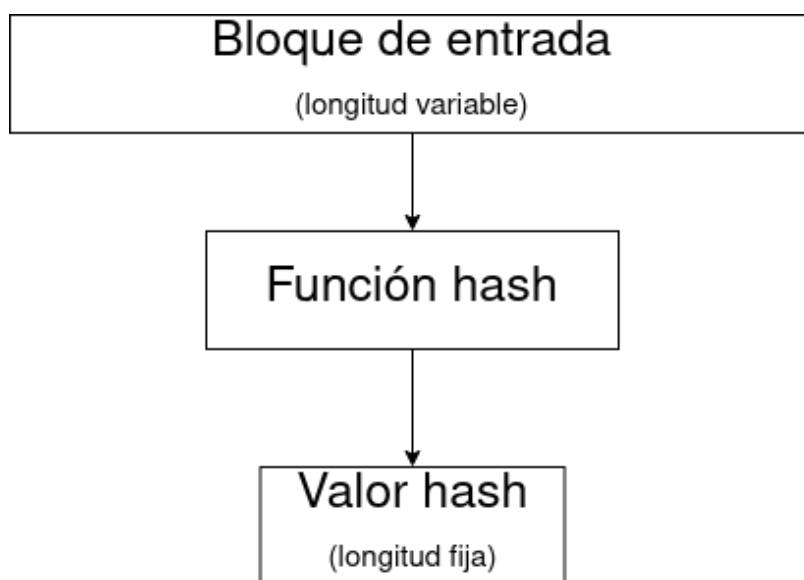 Bloque de entrada
(longitud variable)
Función hash
Valor hash
(longitud fija)